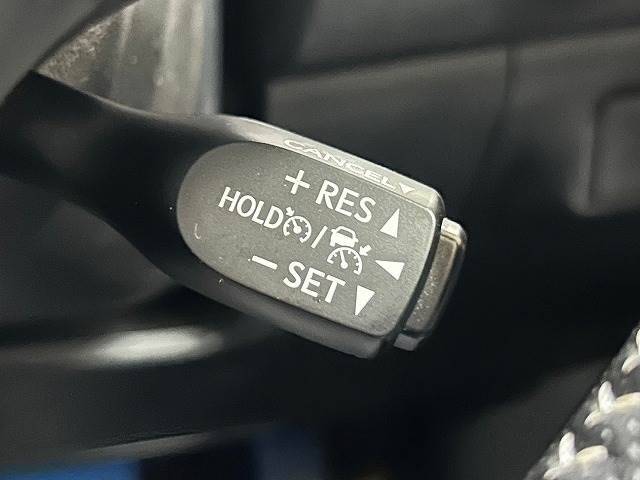 CANCEL▼
+ RES ▲
HOLD / ◀
− SET ▼